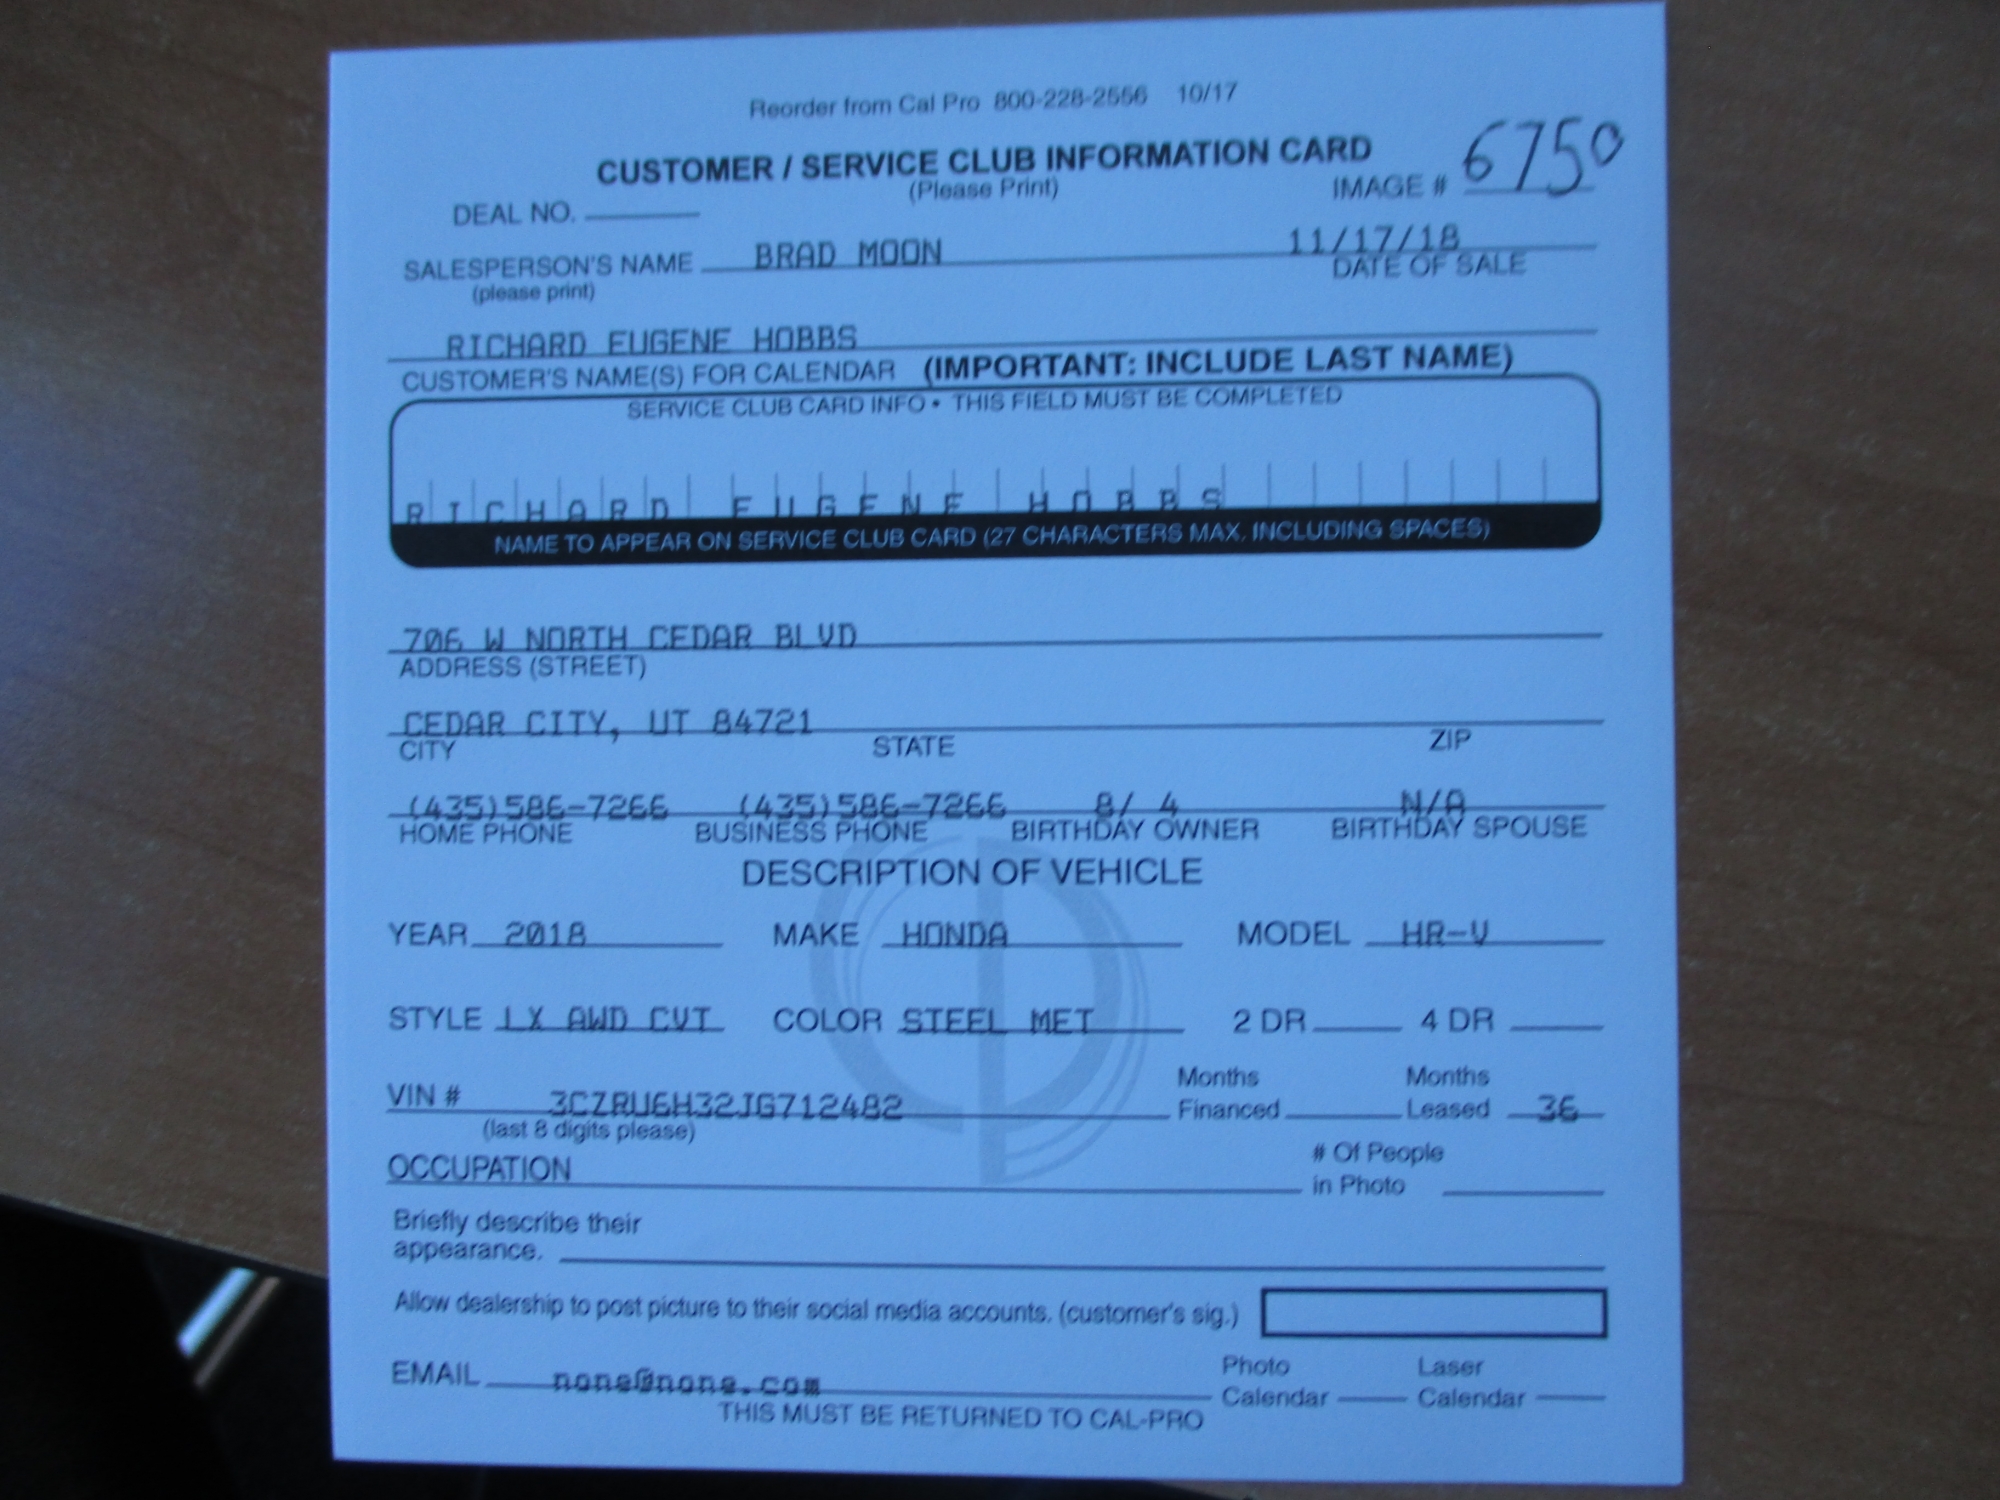 Reorder from Cal Pro 800-228-2556 10/17
CUSTOMER / SERVICE CLUB INFORMATION CARD
(Please Print)
IMAGE # 6750
DEAL NO.
SALESPERSON'S NAME BRAD MOON 11/17/18
(please print) DATE OF SALE
RICHARD EUGENE HOBBS
CUSTOMER'S NAME(S) FOR CALENDAR (IMPORTANT: INCLUDE LAST NAME)
SERVICE CLUB CARD INFO • THIS FIELD MUST BE COMPLETED
RICHARD EUGENE HOBBS
NAME TO APPEAR ON SERVICE CLUB CARD (27 CHARACTERS MAX. INCLUDING SPACES)
706 W NORTH CEDAR BLVD
ADDRESS (STREET)
CEDAR CITY, UT 84721
CITY STATE ZIP
(435)586-7266 (435)586-7266 8/ 4 N/A
HOME PHONE BUSINESS PHONE BIRTHDAY OWNER BIRTHDAY SPOUSE
DESCRIPTION OF VEHICLE
YEAR 2018 MAKE HONDA MODEL HR-V
STYLE LX AWD CVT COLOR STEEL MET 2 DR 4 DR
VIN # 3CZRU6H32JG712482 Months Financed Months Leased 36
(last 8 digits please)
OCCUPATION # Of People in Photo
Briefly describe their
appearance.
Allow dealership to post picture to their social media accounts. (customer's sig.)
EMAIL none@none.com Photo Calendar Laser Calendar
THIS MUST BE RETURNED TO CAL-PRO